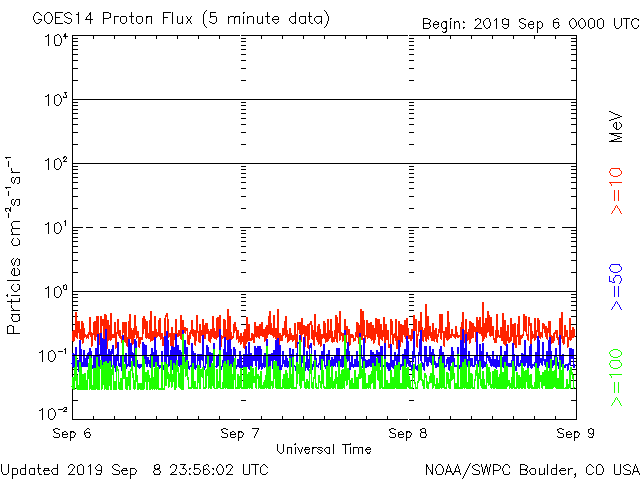 GOES14 Proton Flux (5 minute data)
Begin: 2019 Sep 6 0000 UTC
10⁴
10³
10²
10¹
10⁰
10⁻¹
10⁻²
Particles cm⁻²s⁻¹sr⁻¹
MeV
>=10
>=50
>=100
Sep 6
Sep 7
Sep 8
Sep 9
Universal Time
Updated 2019 Sep 8 23:56:02 UTC
NOAA/SWPC Boulder, CO USA